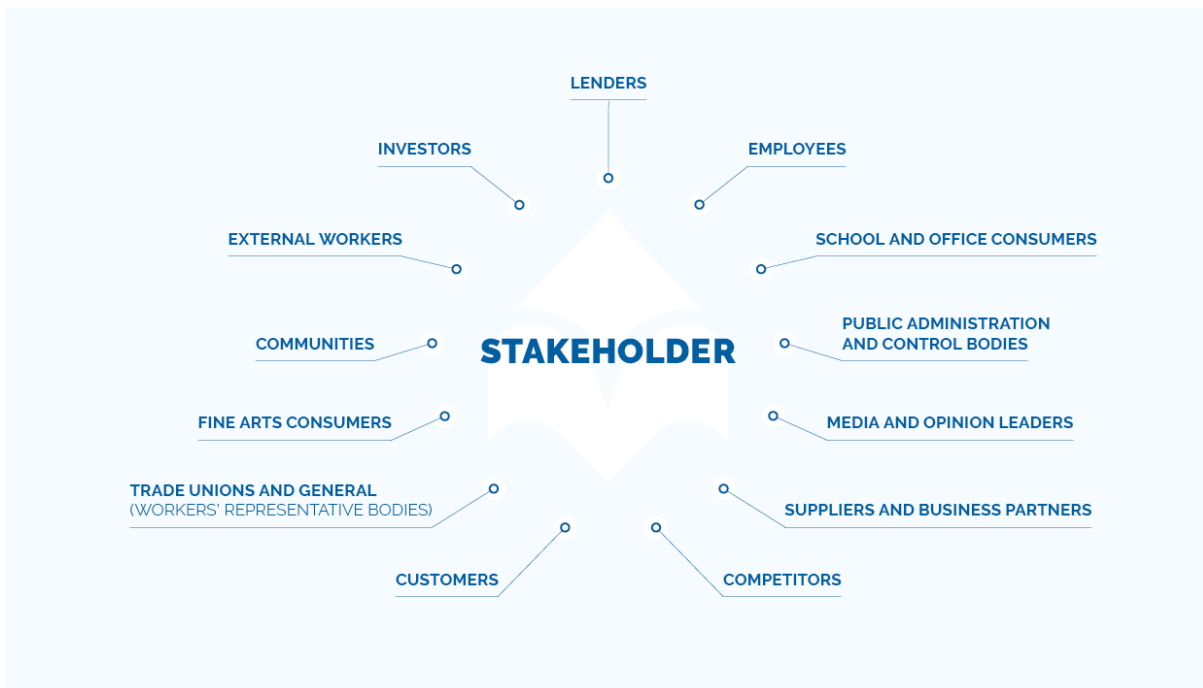 LENDERS
INVESTORS
EMPLOYEES
EXTERNAL WORKERS
SCHOOL AND OFFICE CONSUMERS
PUBLIC ADMINISTRATION
AND CONTROL BODIES
COMMUNITIES
STAKEHOLDER
FINE ARTS CONSUMERS
MEDIA AND OPINION LEADERS
TRADE UNIONS AND GENERAL
(WORKERS' REPRESENTATIVE BODIES)
SUPPLIERS AND BUSINESS PARTNERS
CUSTOMERS
COMPETITORS